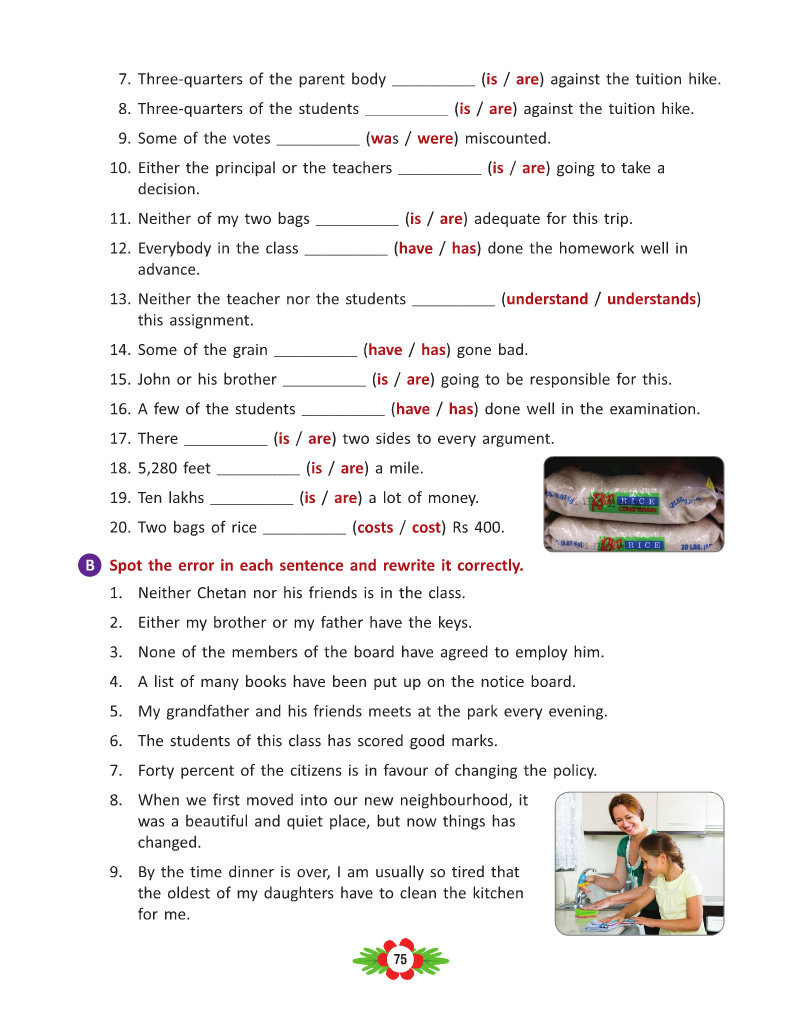 7. Three-quarters of the parent body __________ (is / are) against the tuition hike.
8. Three-quarters of the students __________ (is / are) against the tuition hike.
9. Some of the votes __________ (was / were) miscounted.
10. Either the principal or the teachers __________ (is / are) going to take a
decision.
11. Neither of my two bags __________ (is / are) adequate for this trip.
12. Everybody in the class __________ (have / has) done the homework well in
advance.
13. Neither the teacher nor the students __________ (understand / understands)
this assignment.
14. Some of the grain __________ (have / has) gone bad.
15. John or his brother __________ (is / are) going to be responsible for this.
16. A few of the students __________ (have / has) done well in the examination.
17. There __________ (is / are) two sides to every argument.
18. 5,280 feet __________ (is / are) a mile.
19. Ten lakhs __________ (is / are) a lot of money.
20. Two bags of rice __________ (costs / cost) Rs 400.
RICE
RICE
20 LBS.
B Spot the error in each sentence and rewrite it correctly.
1. Neither Chetan nor his friends is in the class.
2. Either my brother or my father have the keys.
3. None of the members of the board have agreed to employ him.
4. A list of many books have been put up on the notice board.
5. My grandfather and his friends meets at the park every evening.
6. The students of this class has scored good marks.
7. Forty percent of the citizens is in favour of changing the policy.
8. When we first moved into our new neighbourhood, it
was a beautiful and quiet place, but now things has
changed.
9. By the time dinner is over, I am usually so tired that
the oldest of my daughters have to clean the kitchen
for me.
75